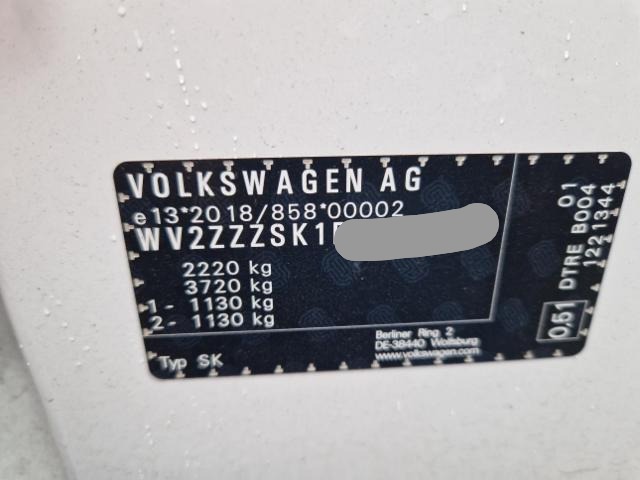 VOLKSWAGEN AG
e13*2018/858*00002
WV2ZZZSK1
2220 kg
3720 kg
1- 1130 kg
2- 1130 kg
Typ SK
Berliner Ring 2
DE-38440 Wolfsburg
www.volkswagen.com
01
DTRE B004
1221344
0,51